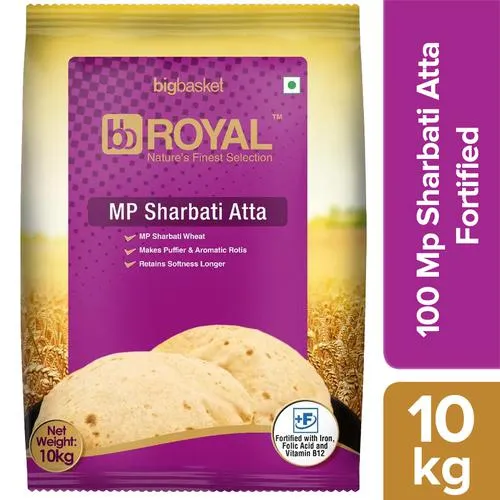 bigbasket
bb ROYAL™
Nature's Finest Selection
MP Sharbati Atta
MP Sharbati Wheat
Makes Puffier & Aromatic Rotis
Retains Softness Longer
Net
Weight:
10kg
+F
Fortified with Iron,
Folic Acid and
Vitamin B12
100 Mp Sharbati Atta
Fortified
10
kg